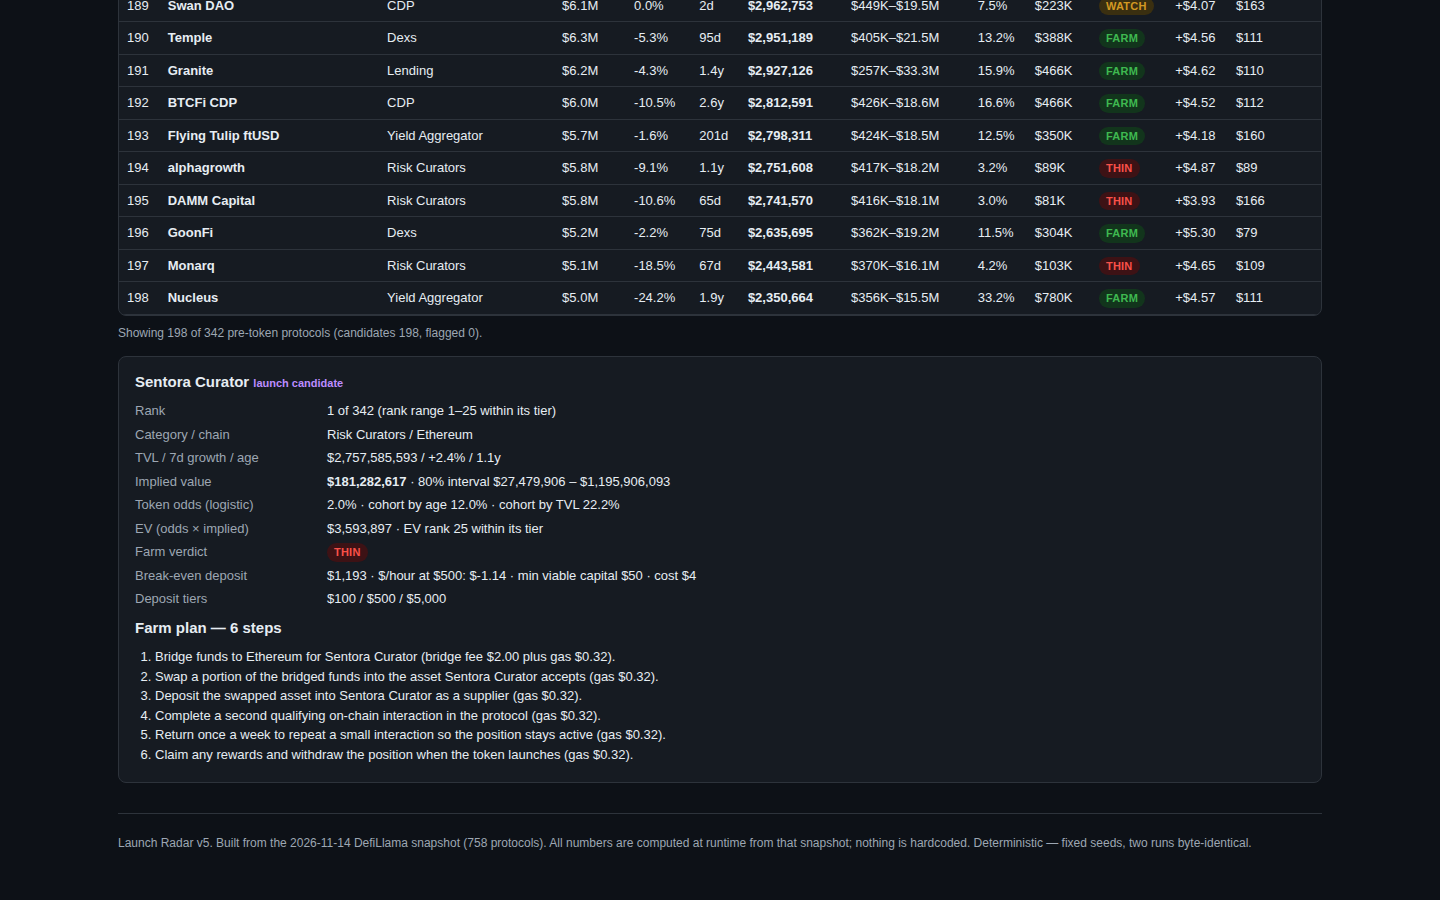 189 Swan DAO CDP $6.1M 0.0% 2d $2,962,753 $449K–$19.5M 7.5% $223K WATCH +$4.07 $163
190 Temple Dexs $6.3M -5.3% 95d $2,951,189 $405K–$21.5M 13.2% $388K FARM +$4.56 $111
191 Granite Lending $6.2M -4.3% 1.4y $2,927,126 $257K–$33.3M 15.9% $466K FARM +$4.62 $110
192 BTCFi CDP CDP $6.0M -10.5% 2.6y $2,812,591 $426K–$18.6M 16.6% $466K FARM +$4.52 $112
193 Flying Tulip ftUSD Yield Aggregator $5.7M -1.6% 201d $2,798,311 $424K–$18.5M 12.5% $350K FARM +$4.18 $160
194 alphagrowth Risk Curators $5.8M -9.1% 1.1y $2,751,608 $417K–$18.2M 3.2% $89K THIN +$4.87 $89
195 DAMM Capital Risk Curators $5.8M -10.6% 65d $2,741,570 $416K–$18.1M 3.0% $81K THIN +$3.93 $166
196 GoonFi Dexs $5.2M -2.2% 75d $2,635,695 $362K–$19.2M 11.5% $304K FARM +$5.30 $79
197 Monarq Risk Curators $5.1M -18.5% 67d $2,443,581 $370K–$16.1M 4.2% $103K THIN +$4.65 $109
198 Nucleus Yield Aggregator $5.0M -24.2% 1.9y $2,350,664 $356K–$15.5M 33.2% $780K FARM +$4.57 $111
Showing 198 of 342 pre-token protocols (candidates 198, flagged 0).
Sentora Curator launch candidate
Rank 1 of 342 (rank range 1–25 within its tier)
Category / chain Risk Curators / Ethereum
TVL / 7d growth / age $2,757,585,593 / +2.4% / 1.1y
Implied value $181,282,617 · 80% interval $27,479,906 – $1,195,906,093
Token odds (logistic) 2.0% · cohort by age 12.0% · cohort by TVL 22.2%
EV (odds × implied) $3,593,897 · EV rank 25 within its tier
Farm verdict THIN
Break-even deposit $1,193 · $/hour at $500: $-1.14 · min viable capital $50 · cost $4
Deposit tiers $100 / $500 / $5,000
Farm plan — 6 steps
1. Bridge funds to Ethereum for Sentora Curator (bridge fee $2.00 plus gas $0.32).
2. Swap a portion of the bridged funds into the asset Sentora Curator accepts (gas $0.32).
3. Deposit the swapped asset into Sentora Curator as a supplier (gas $0.32).
4. Complete a second qualifying on-chain interaction in the protocol (gas $0.32).
5. Return once a week to repeat a small interaction so the position stays active (gas $0.32).
6. Claim any rewards and withdraw the position when the token launches (gas $0.32).
Launch Radar v5. Built from the 2026-11-14 DefiLlama snapshot (758 protocols). All numbers are computed at runtime from that snapshot; nothing is hardcoded. Deterministic — fixed seeds, two runs byte-identical.